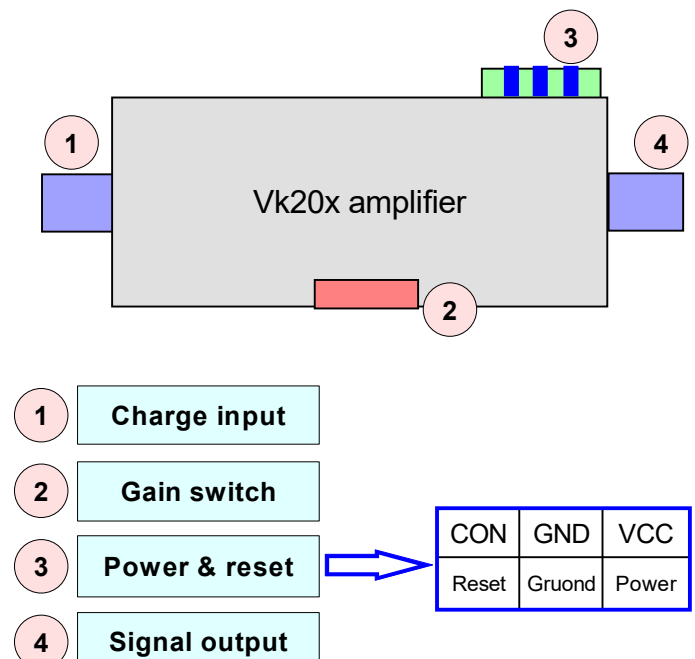 3
1
4
Vk20x amplifier
2
1 Charge input
2 Gain switch
CON GND VCC
3 Power & reset
Reset Gruond Power
4 Signal output